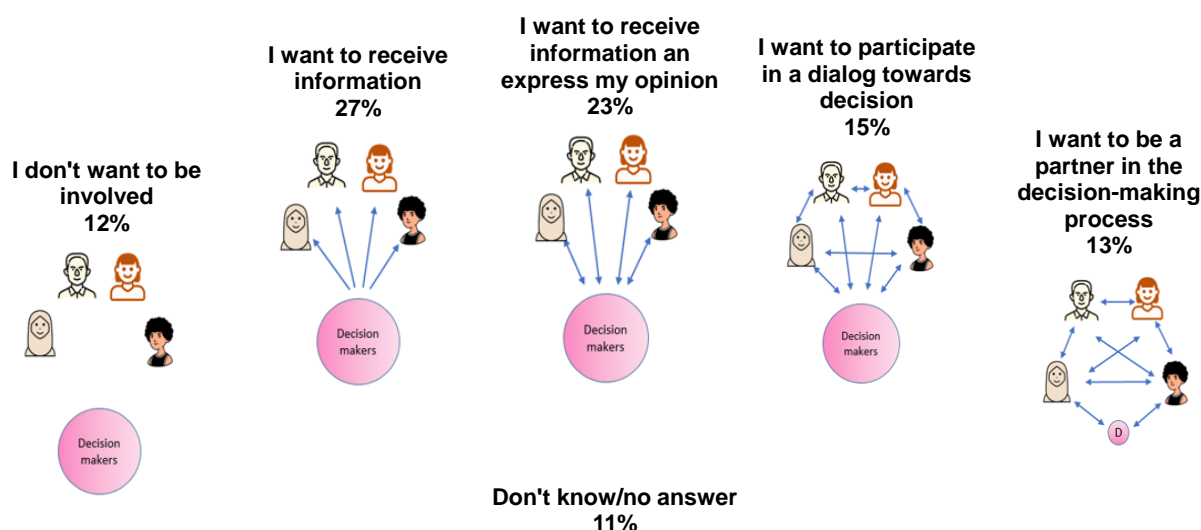 I don't want to be
involved
12%
Decision
makers
I want to receive
information
27%
Decision
makers
I want to receive
information an
express my opinion
23%
Decision
makers
I want to participate
in a dialog towards
decision
15%
Decision
makers
I want to be a
partner in the
decision-making
process
13%
D
Don't know/no answer
11%